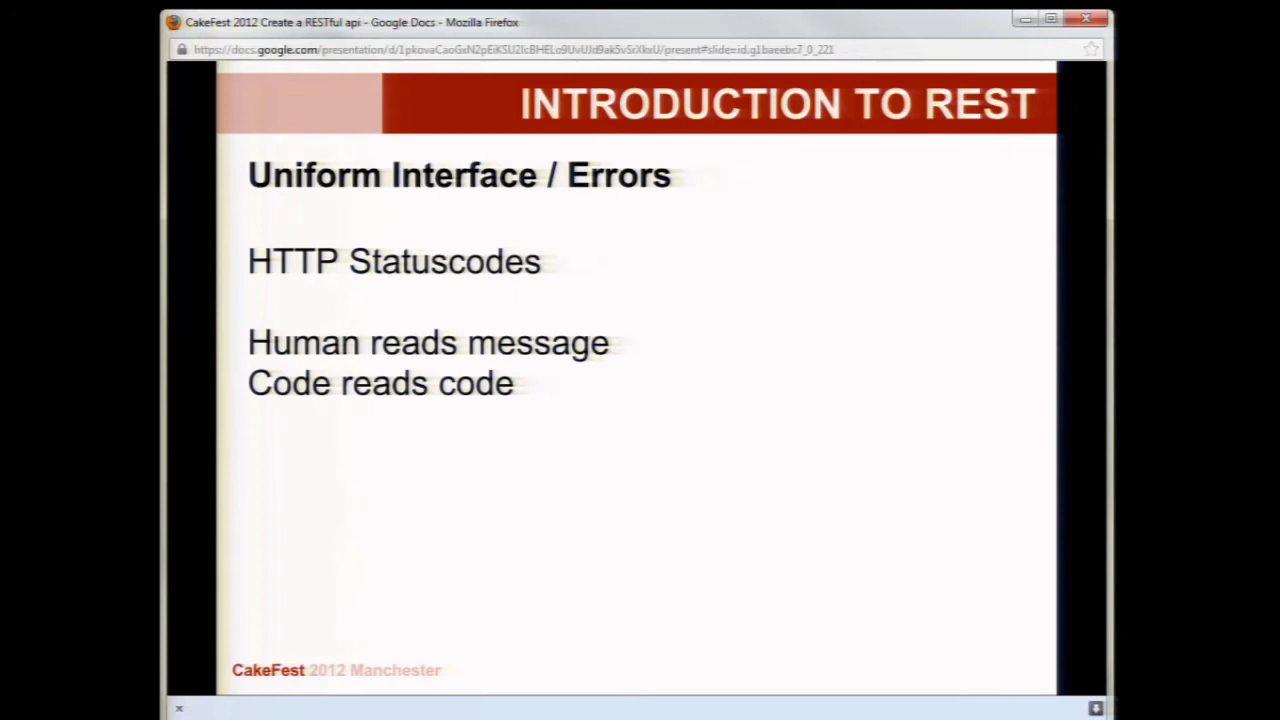 CakeFest 2012 Create a RESTful api - Google Docs - Mozilla Firefox
INTRODUCTION TO REST
Uniform Interface / Errors
HTTP Statuscodes
Human reads message
Code reads code
CakeFest 2012 Manchester